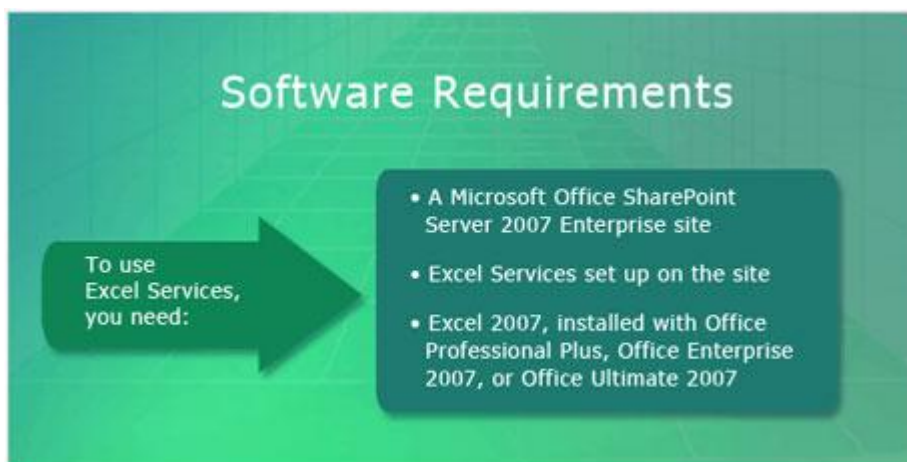 Software Requirements
To use
Excel Services,
you need:
• A Microsoft Office SharePoint
Server 2007 Enterprise site
• Excel Services set up on the site
• Excel 2007, installed with Office
Professional Plus, Office Enterprise
2007, or Office Ultimate 2007